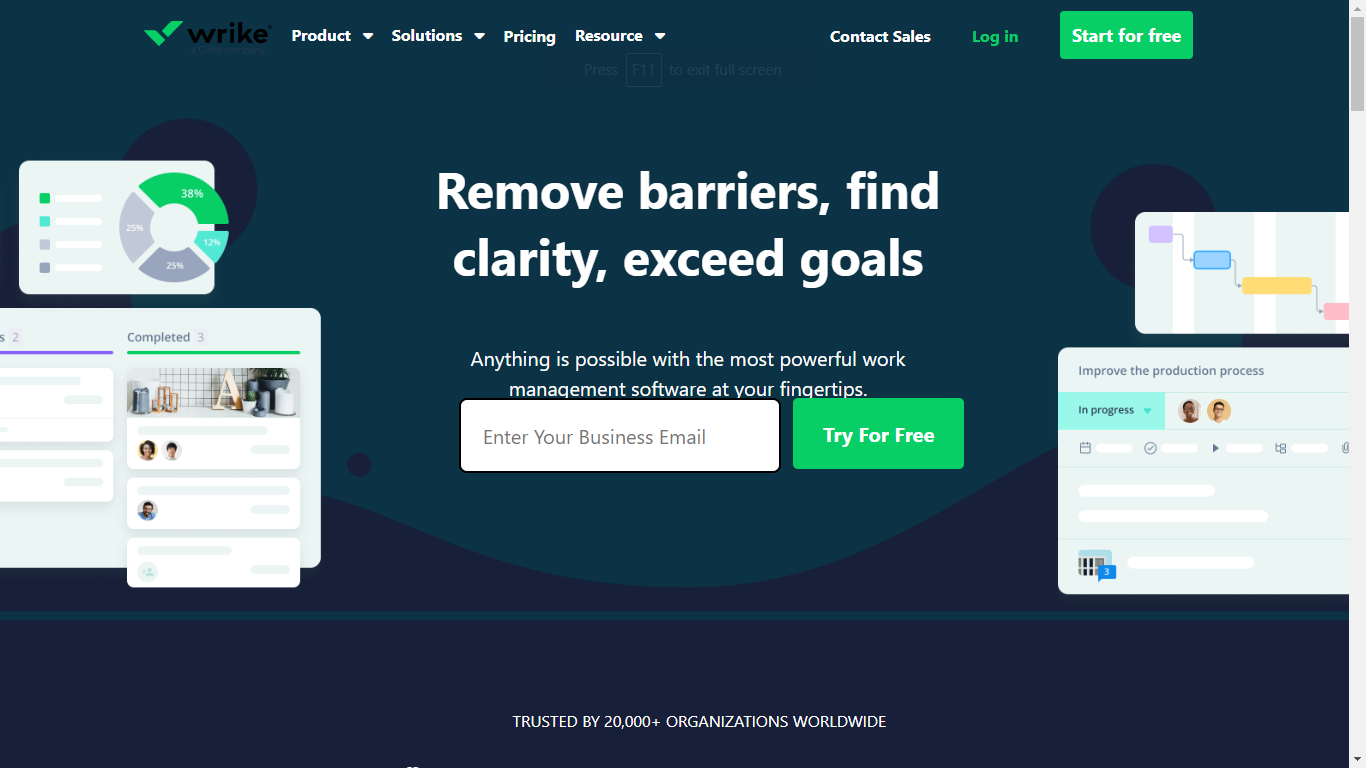 wrike
a Citrix company
Product
Solutions
Pricing
Resource
Contact Sales
Log in
Start for free
Press F11 to exit full screen
Remove barriers, find
clarity, exceed goals
Anything is possible with the most powerful work
management software at your fingertips.
Enter Your Business Email
Try For Free
38%
12%
25%
25%
s 2
Completed 3
A
Improve the production process
In progress
3
TRUSTED BY 20,000+ ORGANIZATIONS WORLDWIDE